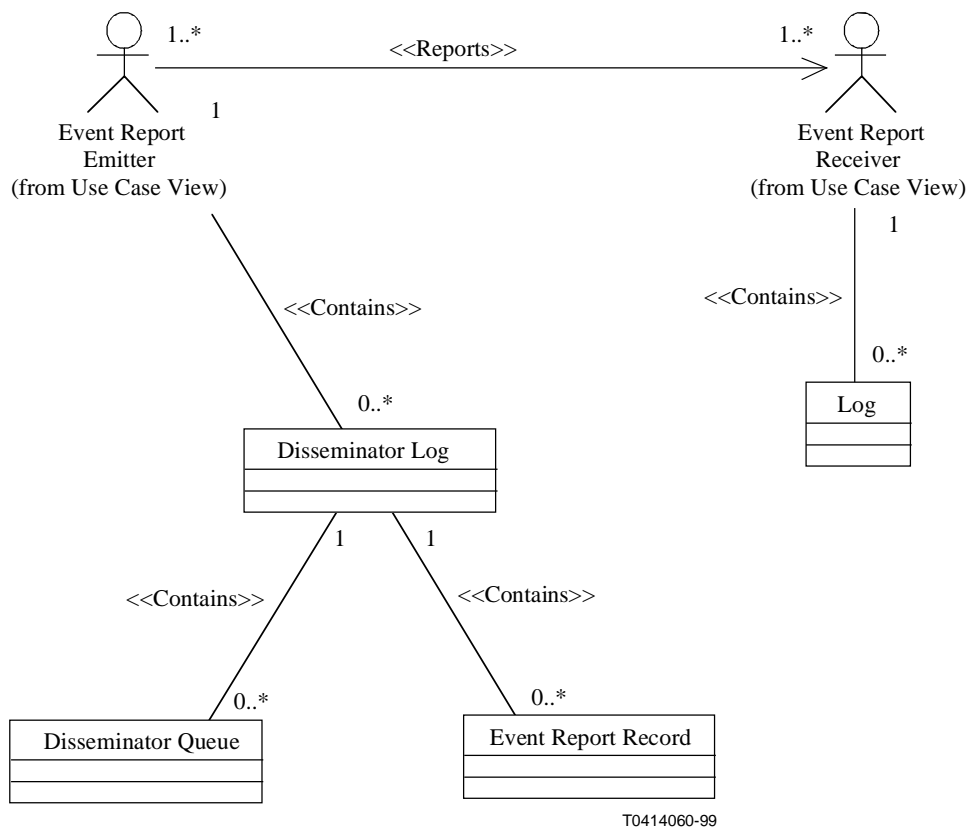 1..*
<<Reports>>
1..*
1
Event Report
Emitter
(from Use Case View)
Event Report
Receiver
(from Use Case View)
1
<<Contains>>
<<Contains>>
0..*
0..*
Log
Disseminator Log
1
1
<<Contains>>
<<Contains>>
0..*
0..*
Disseminator Queue
Event Report Record
T0414060-99